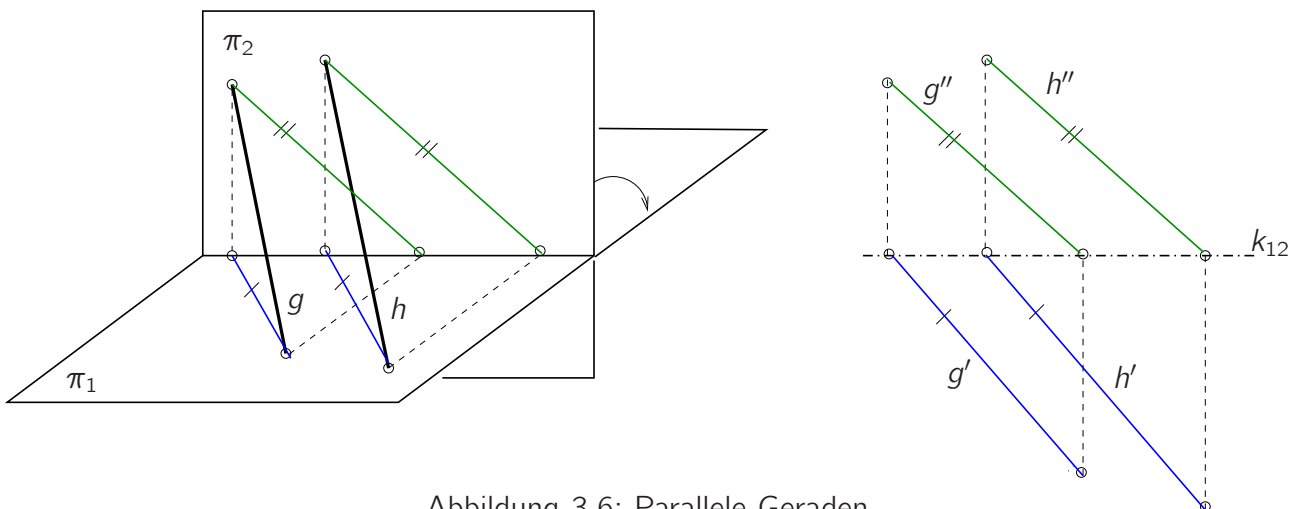 π₂
g
h
π₁
g″
h″
k₁₂
g′
h′
Abbildung 3.6: Parallele Geraden